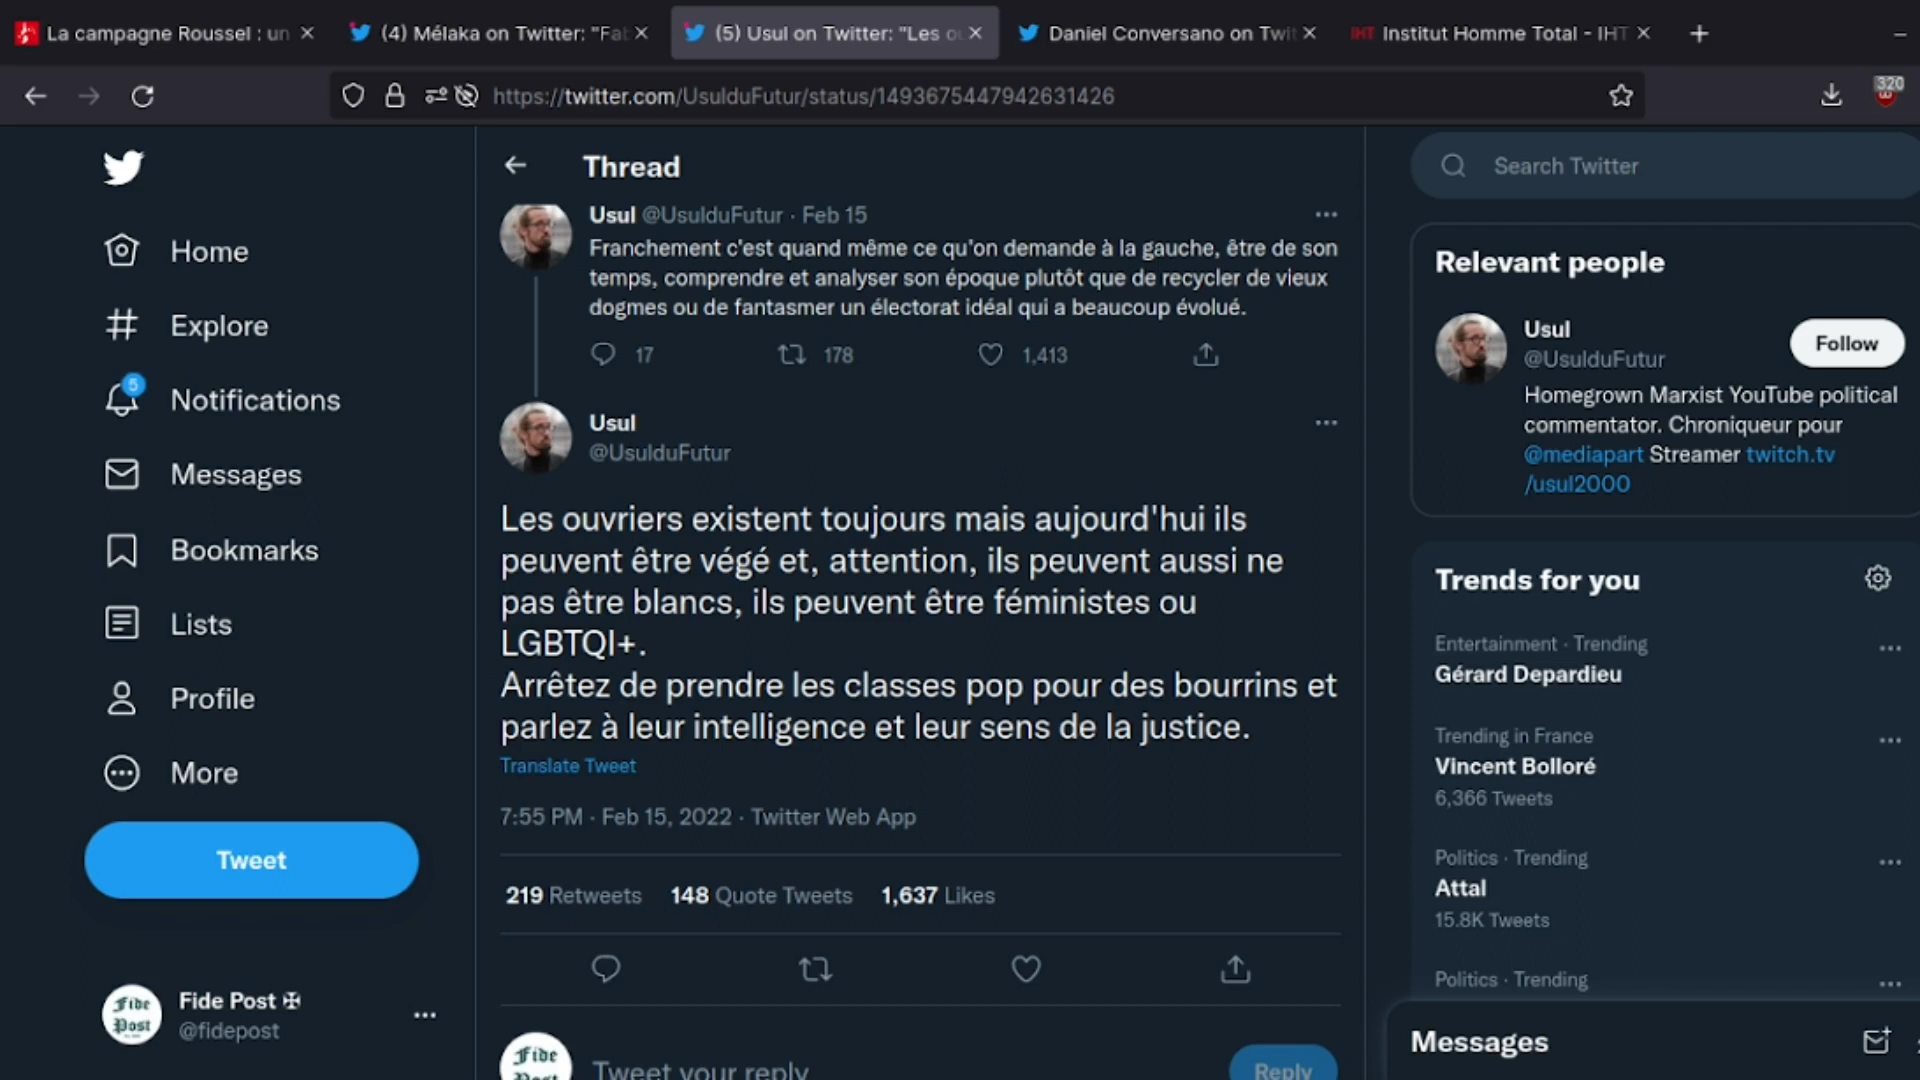 La campagne Roussel : un
(4) Mélaka on Twitter: "Fab
(5) Usul on Twitter: "Les ou
Daniel Conversano on Twit
IHT Institut Homme Total - IHT
https://twitter.com/UsulduFutur/status/1493675447942631426
320
Home
Explore
5
Notifications
Messages
Bookmarks
Lists
Profile
More
Tweet
Fide Post ✠
@fidepost
Fide
Post
Thread
Usul @UsulduFutur · Feb 15
Franchement c'est quand même ce qu'on demande à la gauche, être de son
temps, comprendre et analyser son époque plutôt que de recycler de vieux
dogmes ou de fantasmer un électorat idéal qui a beaucoup évolué.
17 178 1,413
Usul
@UsulduFutur
Les ouvriers existent toujours mais aujourd'hui ils
peuvent être végé et, attention, ils peuvent aussi ne
pas être blancs, ils peuvent être féministes ou
LGBTQI+.
Arrêtez de prendre les classes pop pour des bourrins et
parlez à leur intelligence et leur sens de la justice.
Translate Tweet
7:55 PM · Feb 15, 2022 · Twitter Web App
219 Retweets 148 Quote Tweets 1,637 Likes
Fide
Post
Tweet your reply
Reply
Search Twitter
Relevant people
Usul
@UsulduFutur
Follow
Homegrown Marxist YouTube political
commentator. Chroniqueur pour
@mediapart Streamer twitch.tv
/usul2000
Trends for you
Entertainment · Trending
Gérard Depardieu
Trending in France
Vincent Bolloré
6,366 Tweets
Politics · Trending
Attal
15.8K Tweets
Politics · Trending
Messages